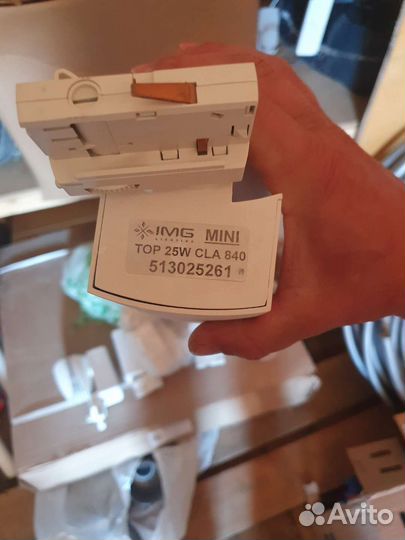 IMG MINI
LIGHTING
TOP 25W CLA 840
513025261
Avito